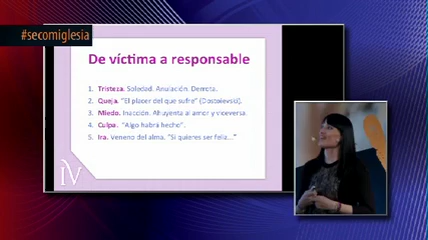 #secomiglesia
De víctima a responsable
1. Tristeza. Soledad. Anulación. Derrota.
2. Queja. "El placer del que sufre" (Dostoievski)
3. Miedo. Inacción. Ahuyenta al amor y viceversa.
4. Culpa. "Algo habrá hecho".
5. Ira. Veneno del alma. "Si quieres ser feliz..."
IV